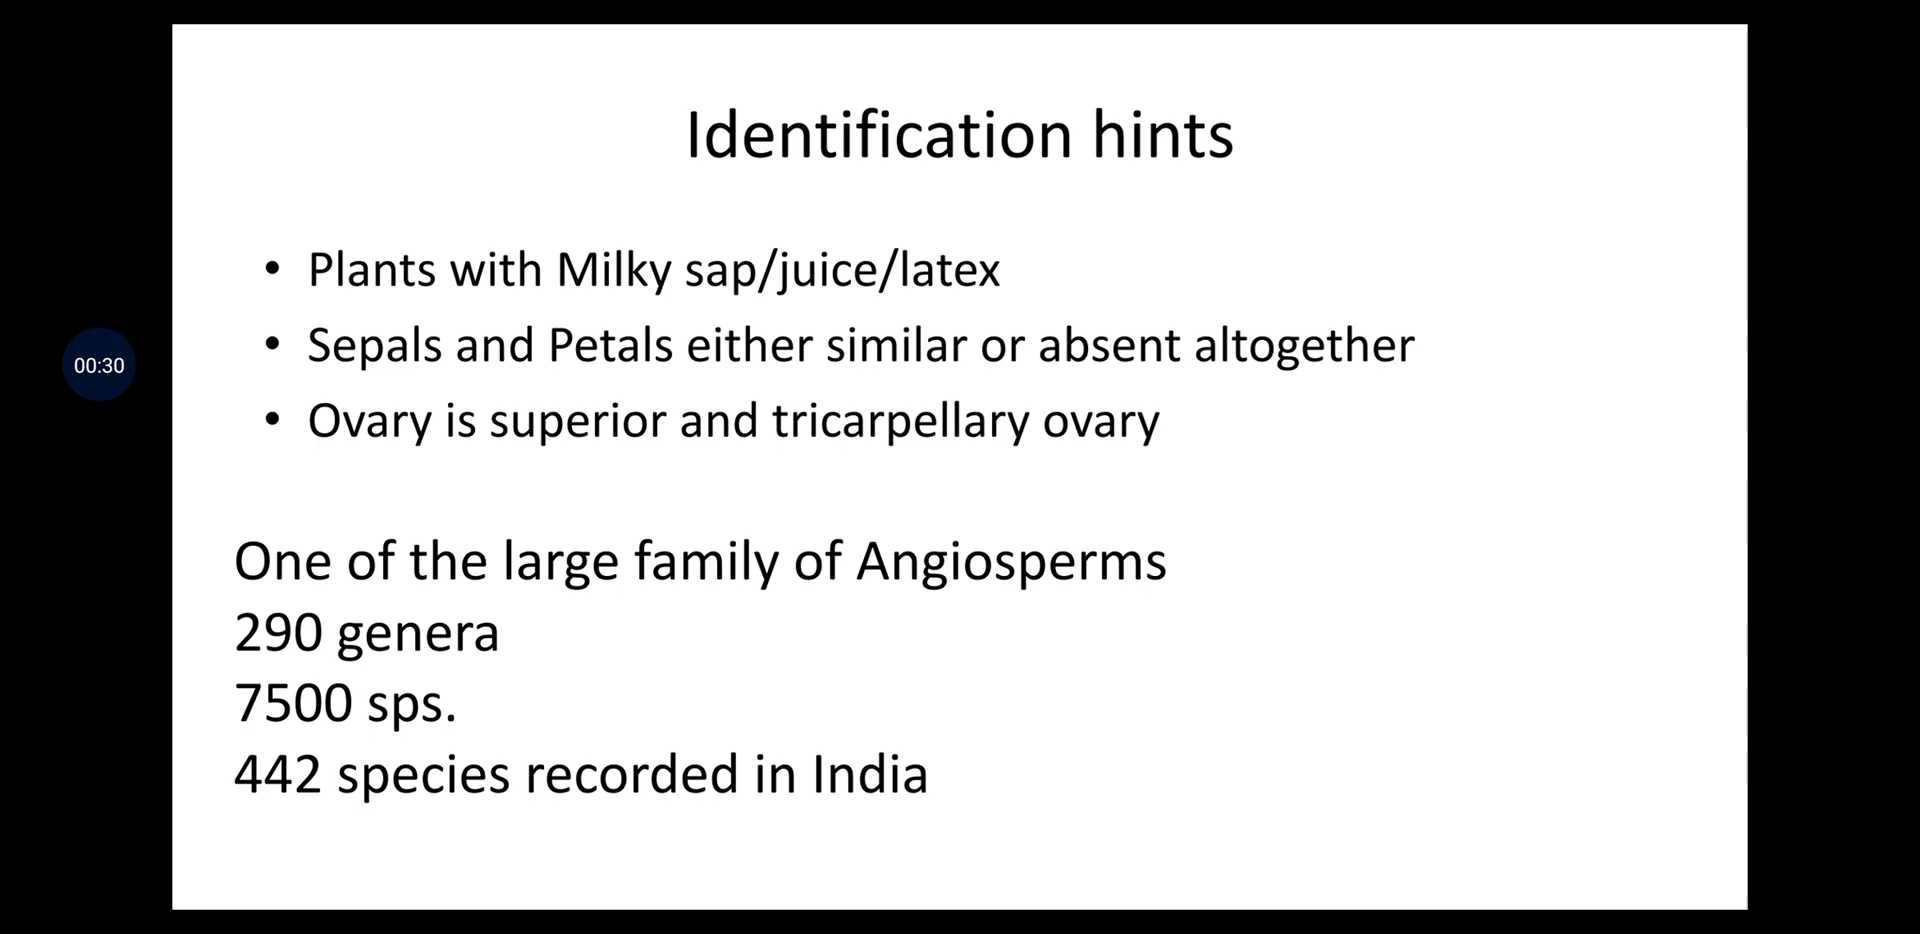 Identification hints
• Plants with Milky sap/juice/latex
• Sepals and Petals either similar or absent altogether
• Ovary is superior and tricarpellary ovary
00:30
One of the large family of Angiosperms
290 genera
7500 sps.
442 species recorded in India